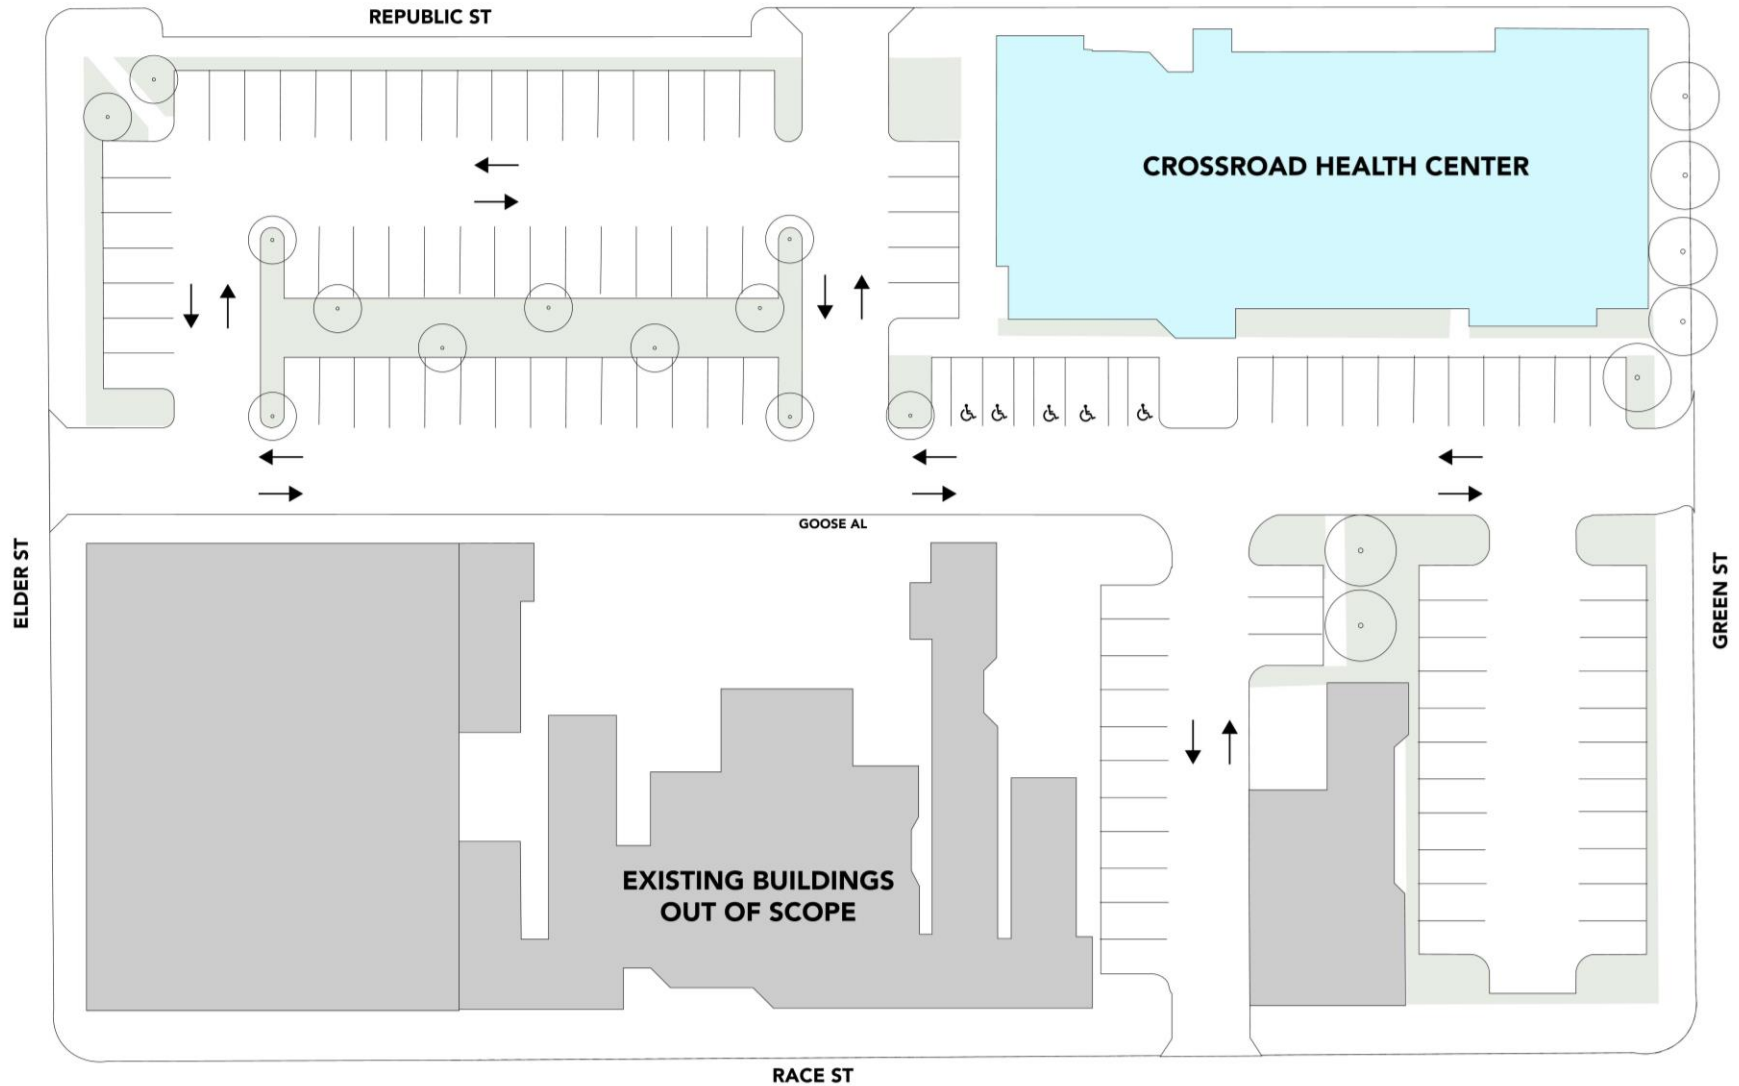 REPUBLIC ST
CROSSROAD HEALTH CENTER
GOOSE AL
ELDER ST
GREEN ST
EXISTING BUILDINGS
OUT OF SCOPE
RACE ST